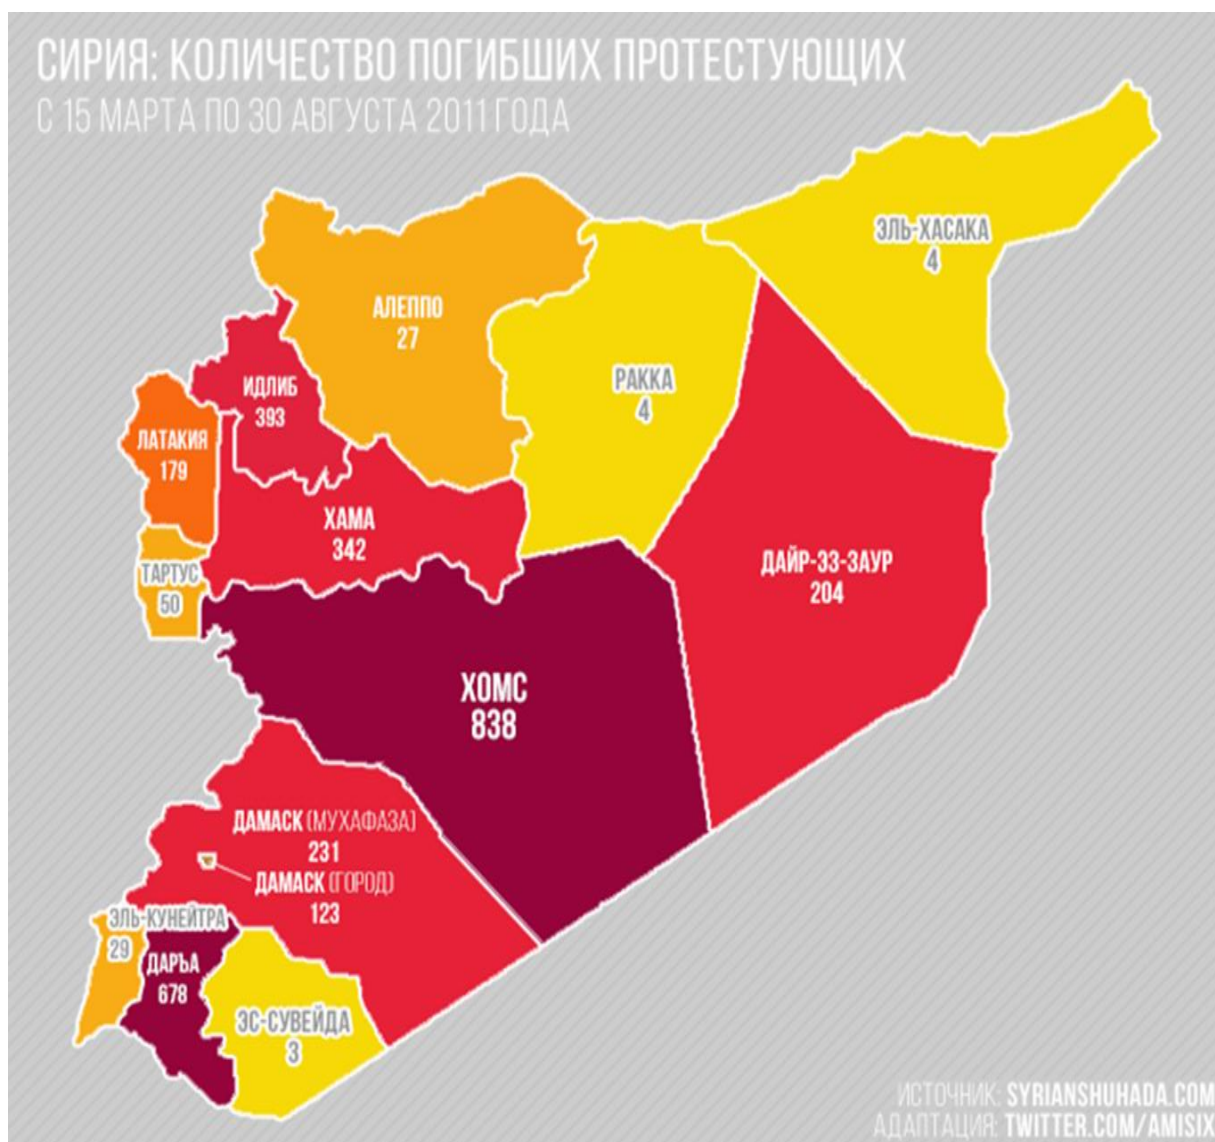 СИРИЯ: КОЛИЧЕСТВО ПОГИБШИХ ПРОТЕСТУЮЩИХ
С 15 МАРТА ПО 30 АВГУСТА 2011 ГОДА
ЭЛЬ-ХАСАКА
4
АЛЕППО
27
РАККА
4
ИДЛИБ
393
ЛАТАКИЯ
179
ХАМА
342
ДАЙР-ЭЗ-ЗАУР
204
ТАРТУС
50
ХОМС
838
ДАМАСК (МУХАФАЗА)
231
ДАМАСК (ГОРОД)
123
ЭЛЬ-КУНЕЙТРА
29
ДАРЪА
678
ЭС-СУВЕЙДА
3
ИСТОЧНИК: SYRIANSHUHADA.COM
АДАПТАЦИЯ: TWITTER.COM/AMISIX